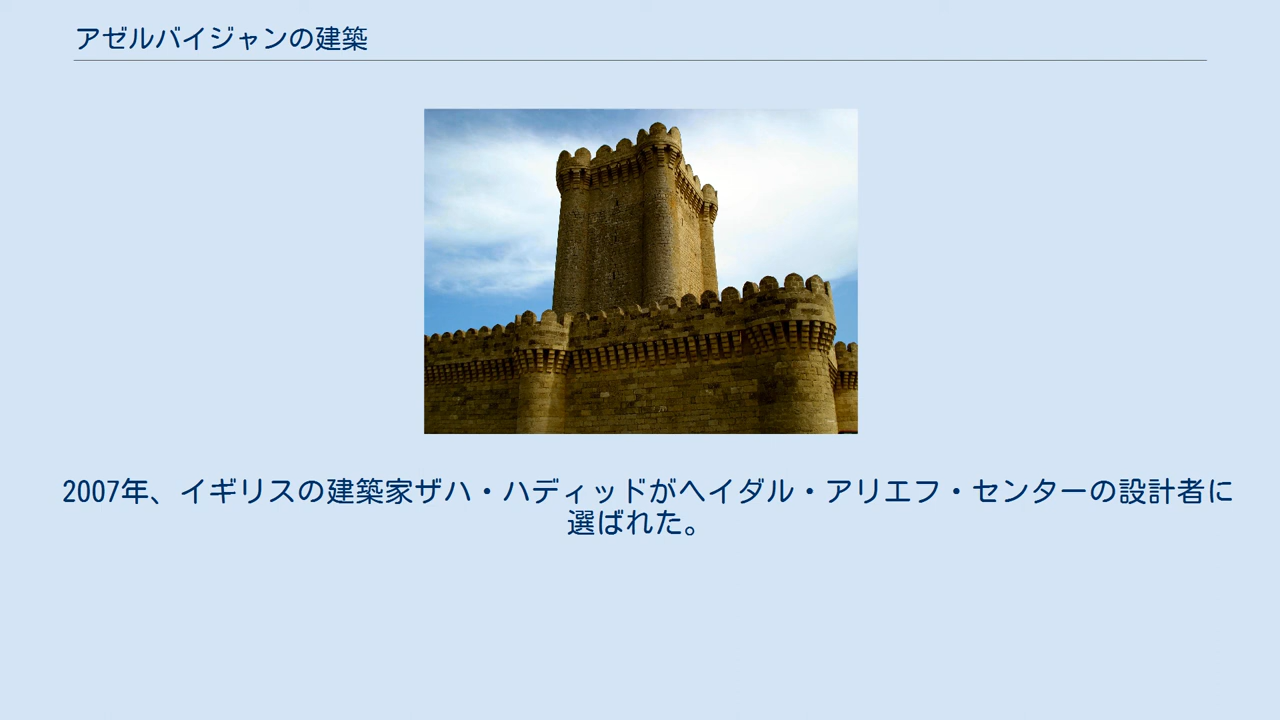 アゼルバイジャンの建築
2007年、イギリスの建築家ザハ・ハディッドがヘイダル・アリエフ・センターの設計者に
選ばれた。